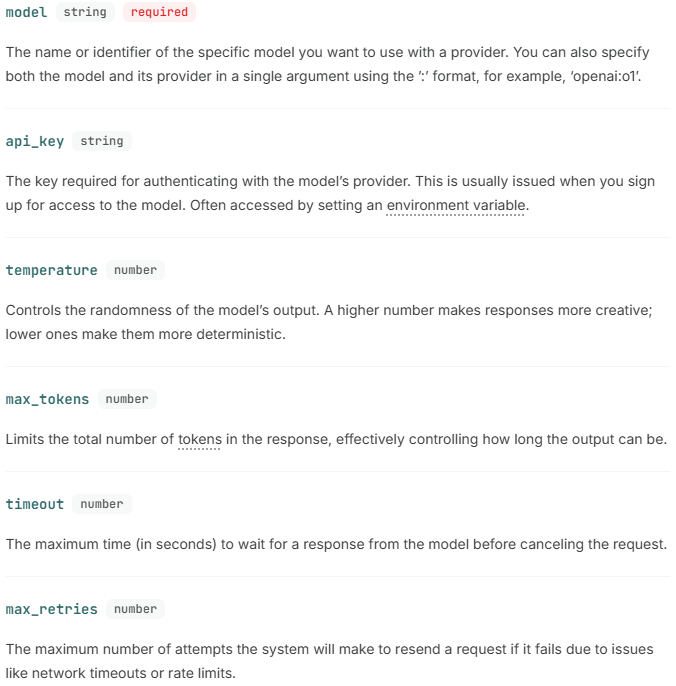 model string required
The name or identifier of the specific model you want to use with a provider. You can also specify
both the model and its provider in a single argument using the ‘:’ format, for example, ‘openai:o1’.
api_key string
The key required for authenticating with the model’s provider. This is usually issued when you sign
up for access to the model. Often accessed by setting an environment variable.
temperature number
Controls the randomness of the model’s output. A higher number makes responses more creative;
lower ones make them more deterministic.
max_tokens number
Limits the total number of tokens in the response, effectively controlling how long the output can be.
timeout number
The maximum time (in seconds) to wait for a response from the model before canceling the request.
max_retries number
The maximum number of attempts the system will make to resend a request if it fails due to issues
like network timeouts or rate limits.